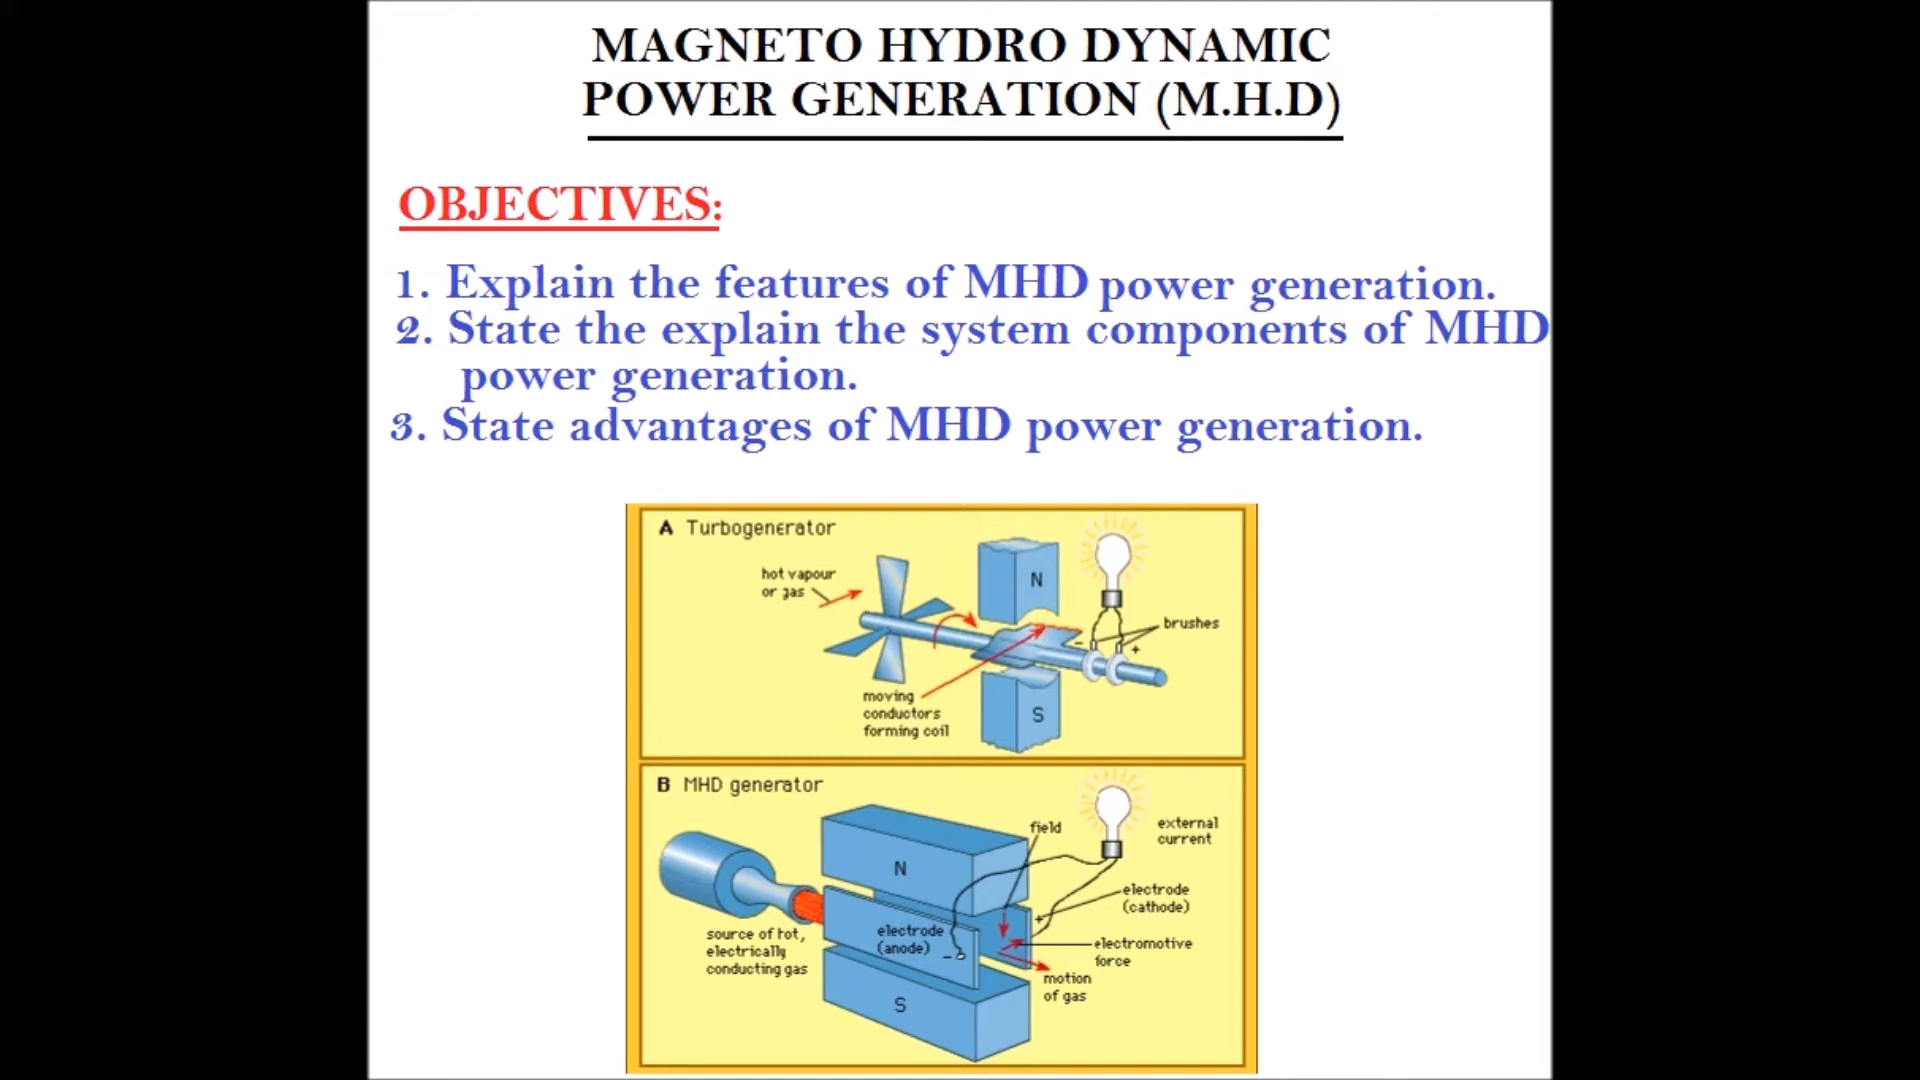 MAGNETO HYDRO DYNAMIC
POWER GENERATION (M.H.D)
OBJECTIVES:
1. Explain the features of MHD power generation.
2. State the explain the system components of MHD
power generation.
3. State advantages of MHD power generation.
A Turbogenerator
hot vapour
or gas
N
brushes
-
+
moving
conductors
forming coil
S
B MHD generator
field
external
current
N
electrode
(cathode)
+
source of hot,
electrically
conducting gas
electrode
(anode)
-
electromotive
force
motion
of gas
S